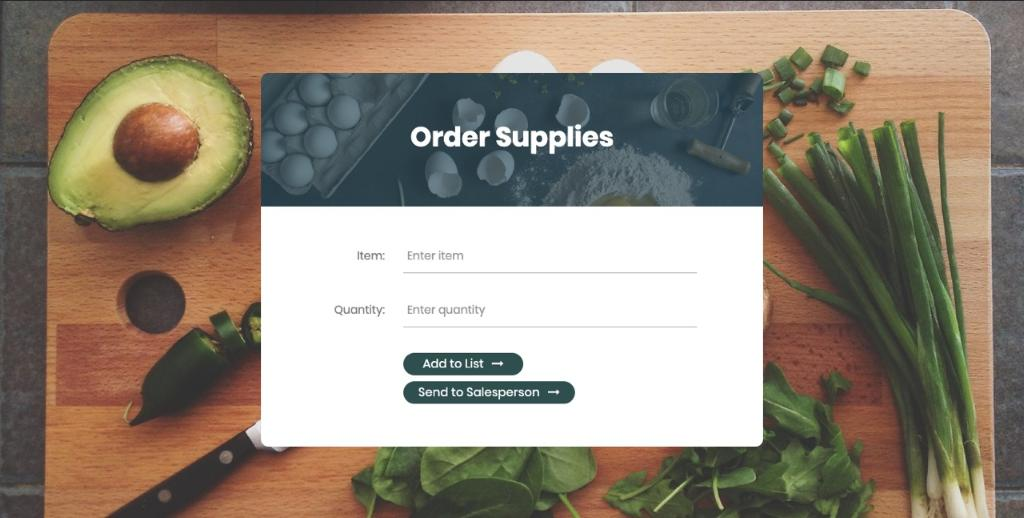 Order Supplies
Item: Enter item
Quantity: Enter quantity
Add to List →
Send to Salesperson →